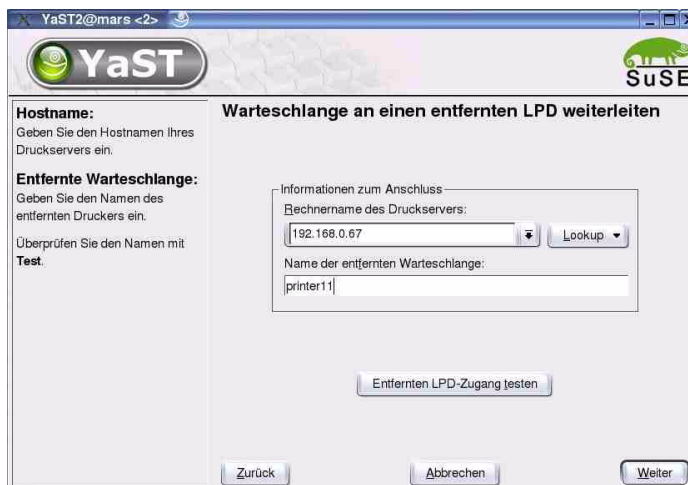 YaST2@mars <2>
YaST
SuSE
Hostname:
Geben Sie den Hostnamen Ihres
Druckservers ein.
Entfernte Warteschlange:
Geben Sie den Namen des
entfernten Druckers ein.
Überprüfen Sie den Namen mit
Test.
Warteschlange an einen entfernten LPD weiterleiten
Informationen zum Anschluss
Rechnername des Druckservers:
192.168.0.67
Lookup
Name der entfernten Warteschlange:
printer11
Entfernten LPD-Zugang testen
Zurück
Abbrechen
Weiter